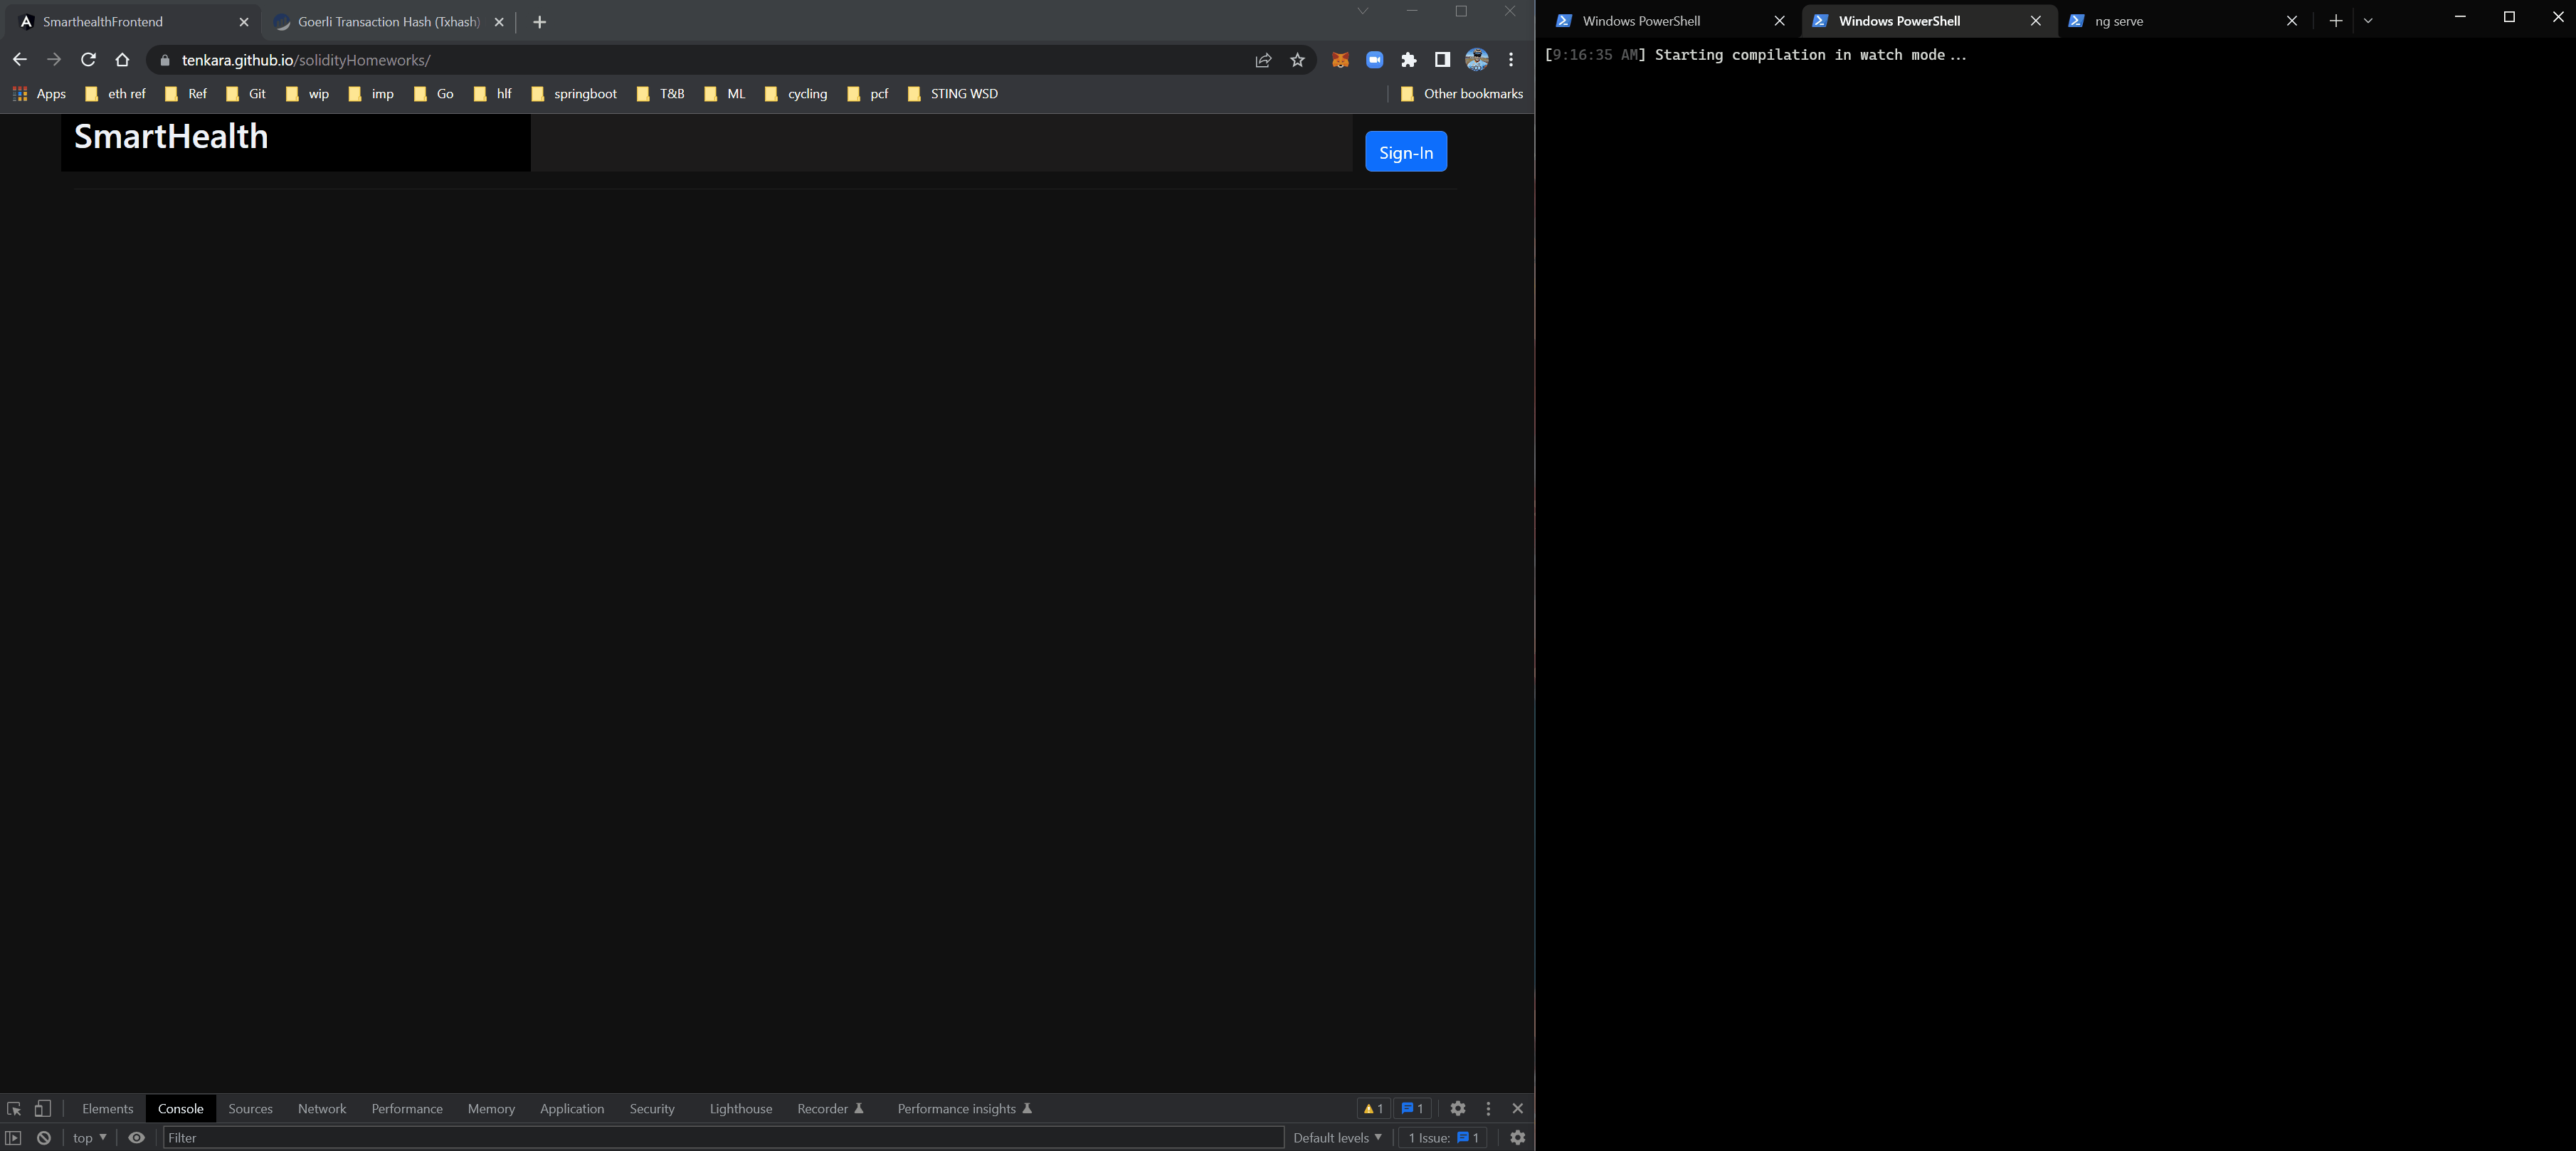 SmarthealthFrontend
Goerli Transaction Hash (Txhash)
tenkara.github.io/solidityHomeworks/
Apps eth ref Ref Git wip imp Go hlf springboot T&B ML cycling pcf STING WSD Other bookmarks
SmartHealth
Sign-In
Elements Console Sources Network Performance Memory Application Security Lighthouse Recorder Performance insights 1 1
top Filter Default levels 1 Issue: 1
Windows PowerShell
Windows PowerShell
ng serve
[9:16:35 AM] Starting compilation in watch mode...